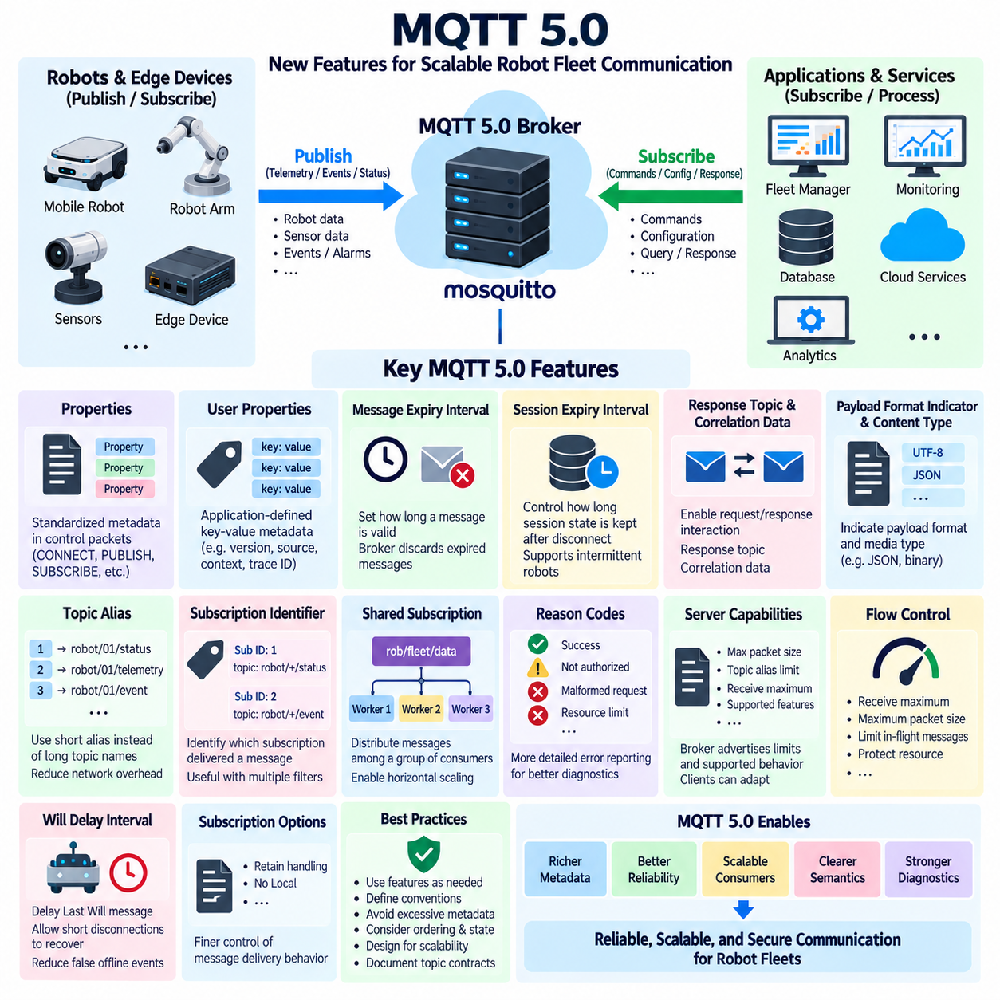 MQTT 5.0
New Features for Scalable Robot Fleet Communication
Robots & Edge Devices
(Publish / Subscribe)
Mobile Robot
Robot Arm
Sensors
Edge Device
...
Publish
(Telemetry / Events / Status)
• Robot data
• Sensor data
• Events / Alarms
• ...
MQTT 5.0 Broker
mosquitto
Subscribe
(Commands / Config / Response)
• Commands
• Configuration
• Query / Response
• ...
Applications & Services
(Subscribe / Process)
Fleet Manager
Monitoring
Database
Cloud Services
Analytics
...
Key MQTT 5.0 Features
Properties
Property
Property
Property
Standardized metadata
in control packets
(CONNECT, PUBLISH,
SUBSCRIBE, etc.)
User Properties
key: value
key: value
key: value
Application-defined
key-value metadata
(e.g. version, source,
context, trace ID)
Message Expiry Interval
Set how long a message
is valid
Broker discards expired
messages
Session Expiry Interval
Control how long
session state is kept
after disconnect
Supports intermittent
robots
Response Topic &
Correlation Data
Enable request/response
interaction
Response topic
Correlation data
Payload Format Indicator
& Content Type
UTF-8
JSON
...
Indicate payload format
and media type
(e.g. JSON, binary)
Topic Alias
1 → robot/01/status
2 → robot/01/telemetry
3 → robot/01/event
...
Use short alias instead
of long topic names
Reduce network overhead
Subscription Identifier
Sub ID: 1
topic: robot/+/status
Sub ID: 2
topic: robot/+/event
Identify which subscription
delivered a message
Useful with multiple filters
Shared Subscription
rob/fleet/data
Worker 1
Worker 2
Worker 3
Distribute messages
among a group of consumers
Enable horizontal scaling
Reason Codes
Success
Not authorized
Malformed request
Resource limit
...
More detailed error reporting
for better diagnostics
Server Capabilities
• Max packet size
• Topic alias limit
• Receive maximum
• Supported features
• ...
Broker advertises limits
and supported behavior
Clients can adapt
Flow Control
• Receive maximum
• Maximum packet size
• Limit in-flight messages
• Protect resource
• ...
Will Delay Interval
Delay Last Will message
Allow short disconnections
to recover
Reduce false offline events
Subscription Options
• Retain handling
• No Local
• ...
Finer control of
message delivery behavior
Best Practices
• Use features as needed
• Define conventions
• Avoid excessive metadata
• Consider ordering & state
• Design for scalability
• Document topic contracts
MQTT 5.0 Enables
Richer
Metadata
Better
Reliability
Scalable
Consumers
Clearer
Semantics
Stronger
Diagnostics
Reliable, Scalable, and Secure Communication
for Robot Fleets